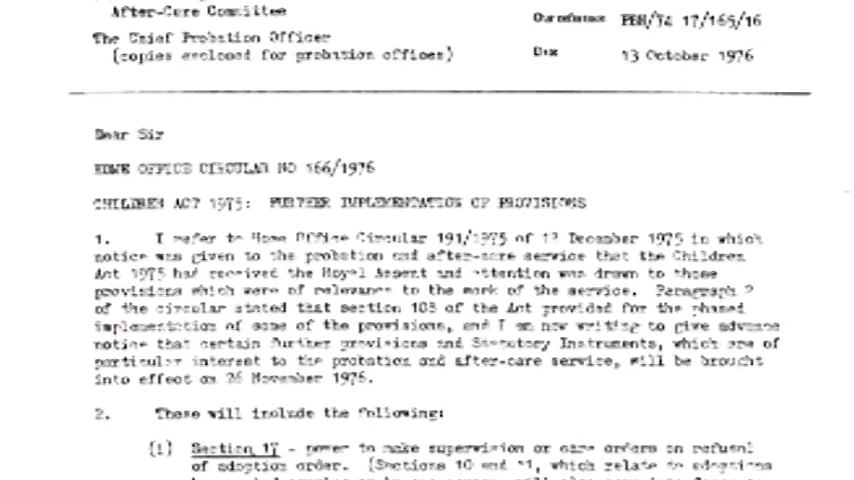 After-Care Committee
Our reference PBN/74 17/165/16
The Chief Probation Officer
(copies enclosed for probation offices)
Date 13 October 1976
Dear Sir
HOME OFFICE CIRCULAR NO 166/1976
CHILDREN ACT 1975: FURTHER IMPLEMENTATION OF PROVISIONS
1. I refer to Home Office Circular 191/1975 of 12 December 1975 in which
notice was given to the probation and after-care service that the Children
Act 1975 had received the Royal Assent and attention was drawn to those
provisions which were of relevance to the work of the service. Paragraph 2
of the circular stated that section 108 of the Act provided for the phased
implementation of some of the provisions, and I am now writing to give advance
notice that certain further provisions and Statutory Instruments, which are of
particular interest to the probation and after-care service, will be brought
into effect on 26 November 1976.
2. These will include the following:
(i) Section 17 - power to make supervision or care orders on refusal
of adoption order. (Sections 10 and 11, which relate to adoptions